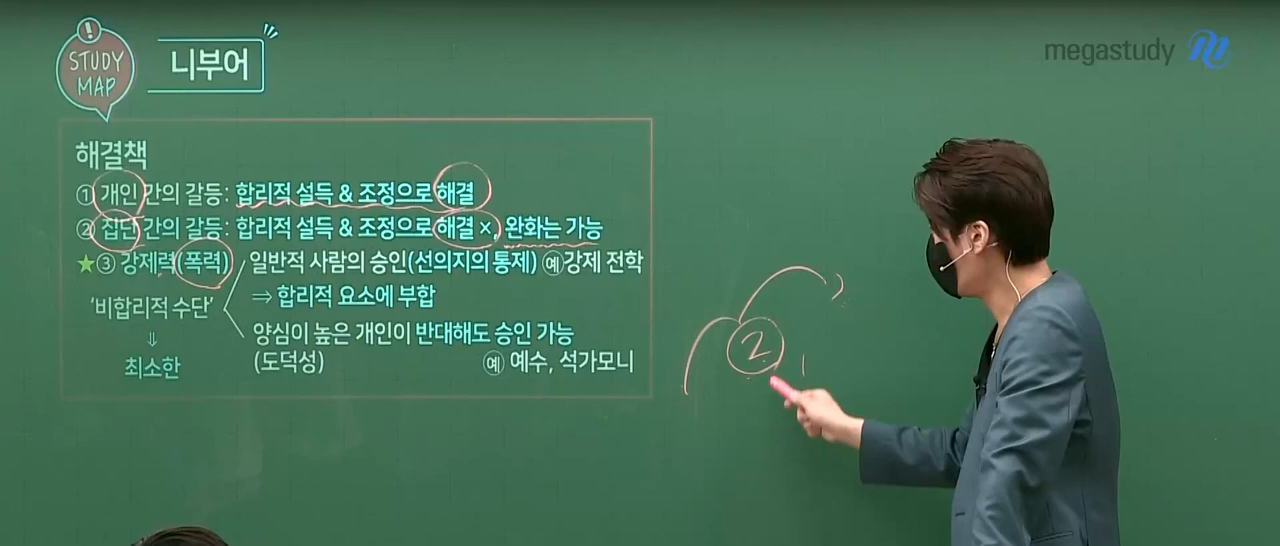 STUDY
MAP
니부어
megastudy
해결책
① 개인 간의 갈등: 합리적 설득 & 조정으로 해결
② 집단 간의 갈등: 합리적 설득 & 조정으로 해결 ×, 완화는 가능
★③ 강제력(폭력) 일반적 사람의 승인(선의지의 통제) ㉠강제 전학
⇒ 합리적 요소에 부합
'비합리적 수단'
양심이 높은 개인이 반대해도 승인 가능
⇓
최소한
(도덕성) 예 예수, 석가모니
2